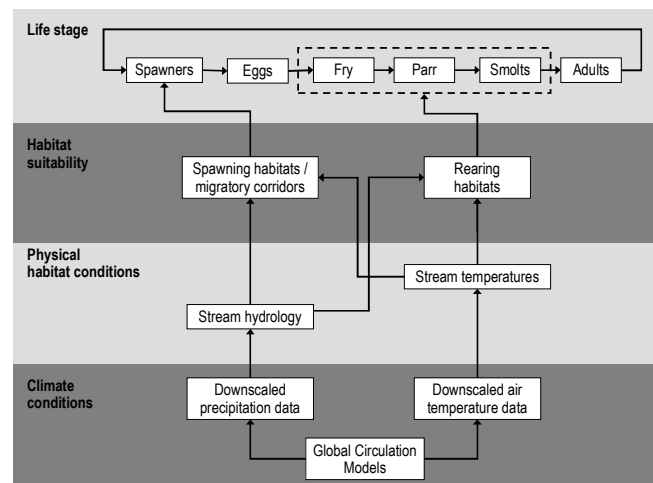 Life stage
Spawners
Eggs
Fry
Parr
Smolts
Adults
Habitat
suitability
Spawning habitats /
migratory corridors
Rearing
habitats
Physical
habitat conditions
Stream temperatures
Stream hydrology
Climate
conditions
Downscaled
precipitation data
Downscaled air
temperature data
Global Circulation
Models